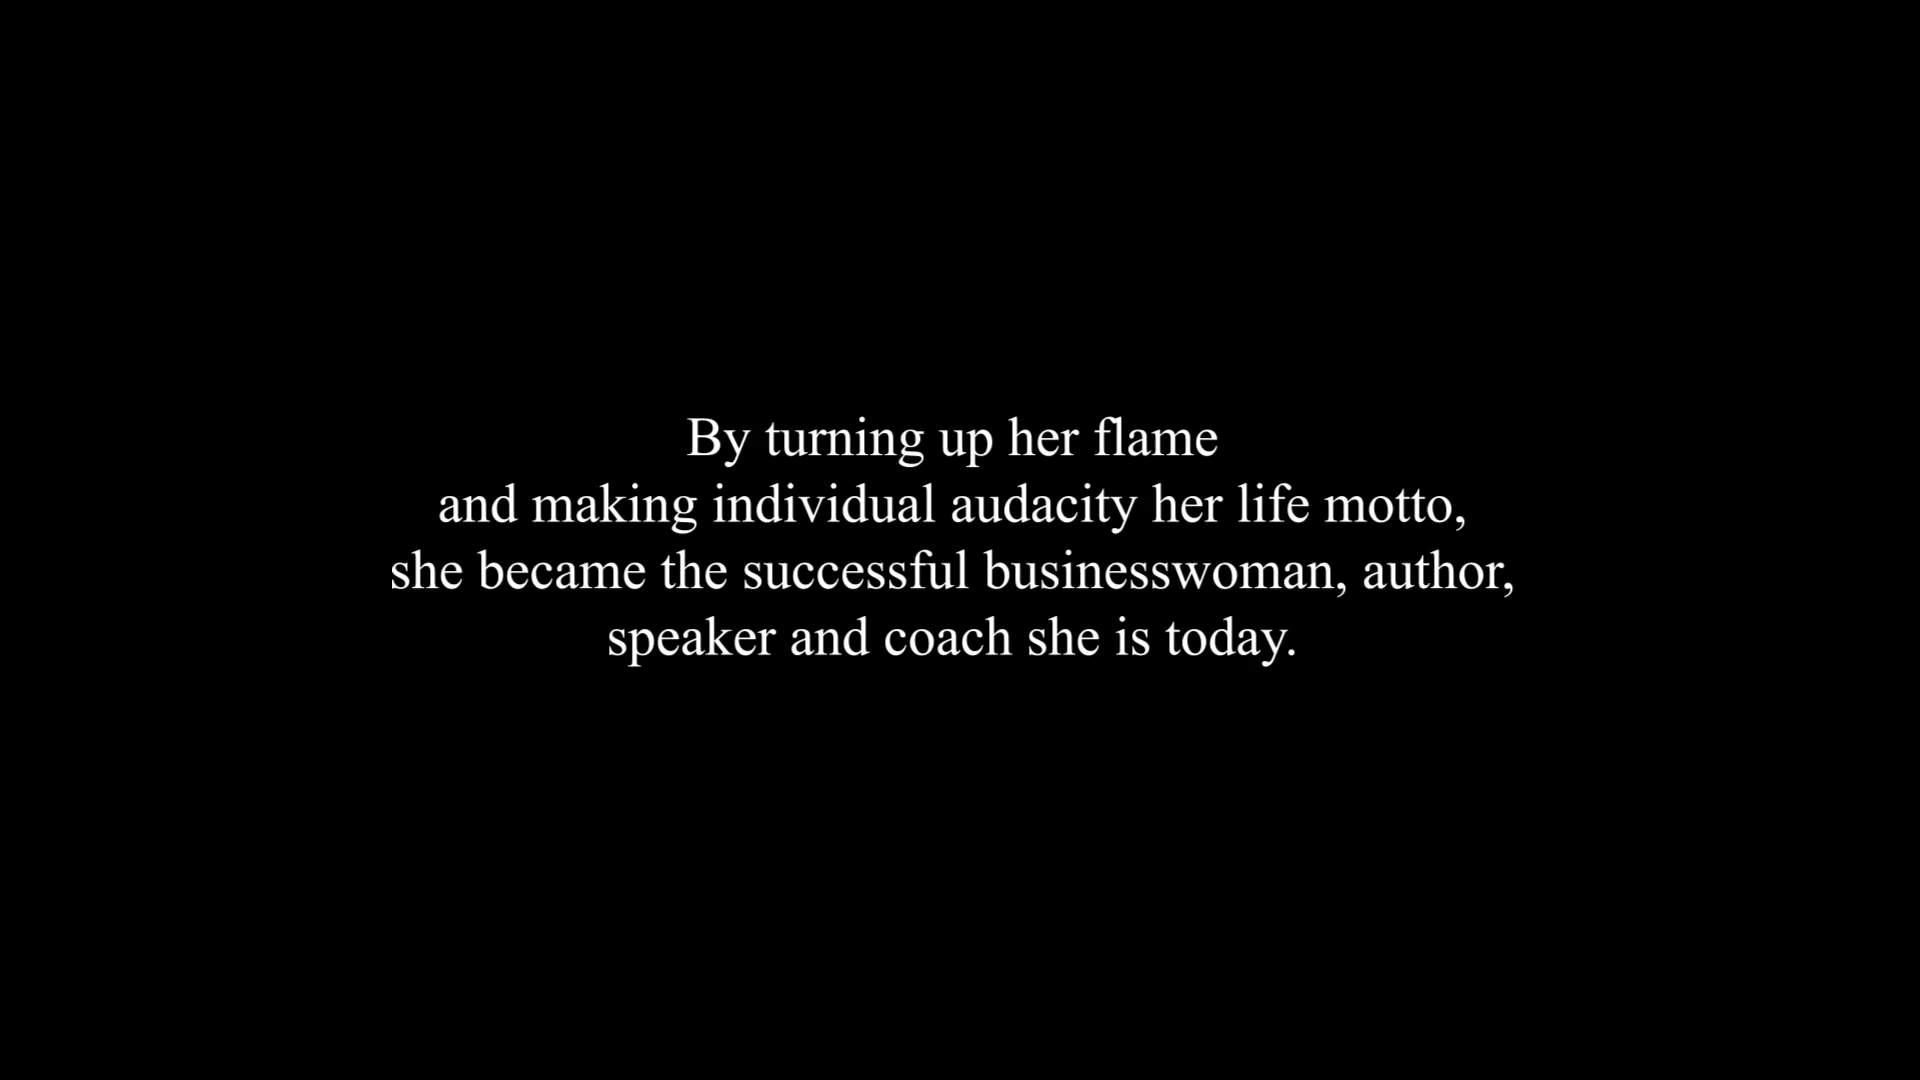 By turning up her flame
and making individual audacity her life motto,
she became the successful businesswoman, author,
speaker and coach she is today.